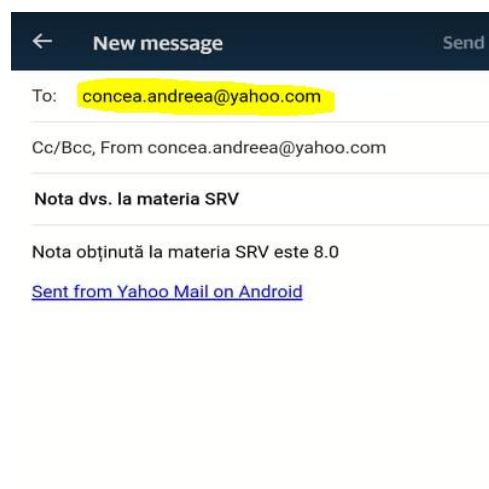 New message
Send
To: concea.andreea@yahoo.com
Cc/Bcc, From concea.andreea@yahoo.com
Nota dvs. la materia SRV
Nota obținută la materia SRV este 8.0
Sent from Yahoo Mail on Android